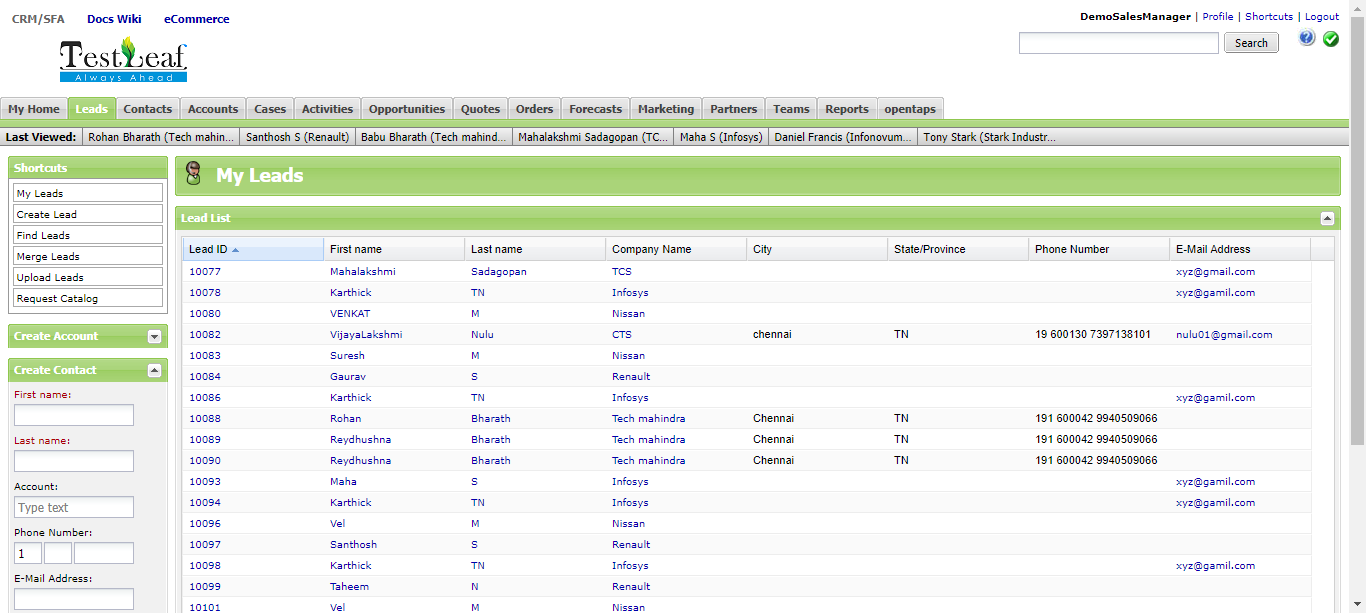 CRM/SFA Docs Wiki eCommerce
DemoSalesManager | Profile | Shortcuts | Logout
TestLeaf
Always Ahead
Search
?
My Home Leads Contacts Accounts Cases Activities Opportunities Quotes Orders Forecasts Marketing Partners Teams Reports opentaps
Last Viewed: Rohan Bharath (Tech mahin... Santhosh S (Renault) Babu Bharath (Tech mahind... Mahalakshmi Sadagopan (TC... Maha S (Infosys) Daniel Francis (Infonovum... Tony Stark (Stark Industr...
Shortcuts
My Leads
Create Lead
Find Leads
Merge Leads
Upload Leads
Request Catalog
Create Account
Create Contact
First name:
Last name:
Account:
Type text
Phone Number:
1
E-Mail Address:
My Leads
Lead List
Lead ID First name Last name Company Name City State/Province Phone Number E-Mail Address
10077 Mahalakshmi Sadagopan TCS xyz@gmail.com
10078 Karthick TN Infosys xyz@gamil.com
10080 VENKAT M Nissan
10082 VijayaLakshmi Nulu CTS chennai TN 19 600130 7397138101 nulu01@gmail.com
10083 Suresh M Nissan
10084 Gaurav S Renault
10086 Karthick TN Infosys xyz@gamil.com
10088 Rohan Bharath Tech mahindra Chennai TN 191 600042 9940509066
10089 Reydhushna Bharath Tech mahindra Chennai TN 191 600042 9940509066
10090 Reydhushna Bharath Tech mahindra Chennai TN 191 600042 9940509066
10093 Maha S Infosys xyz@gamil.com
10094 Karthick TN Infosys xyz@gamil.com
10096 Vel M Nissan
10097 Santhosh S Renault
10098 Karthick TN Infosys xyz@gamil.com
10099 Taheem N Renault
10101 Vel M Nissan